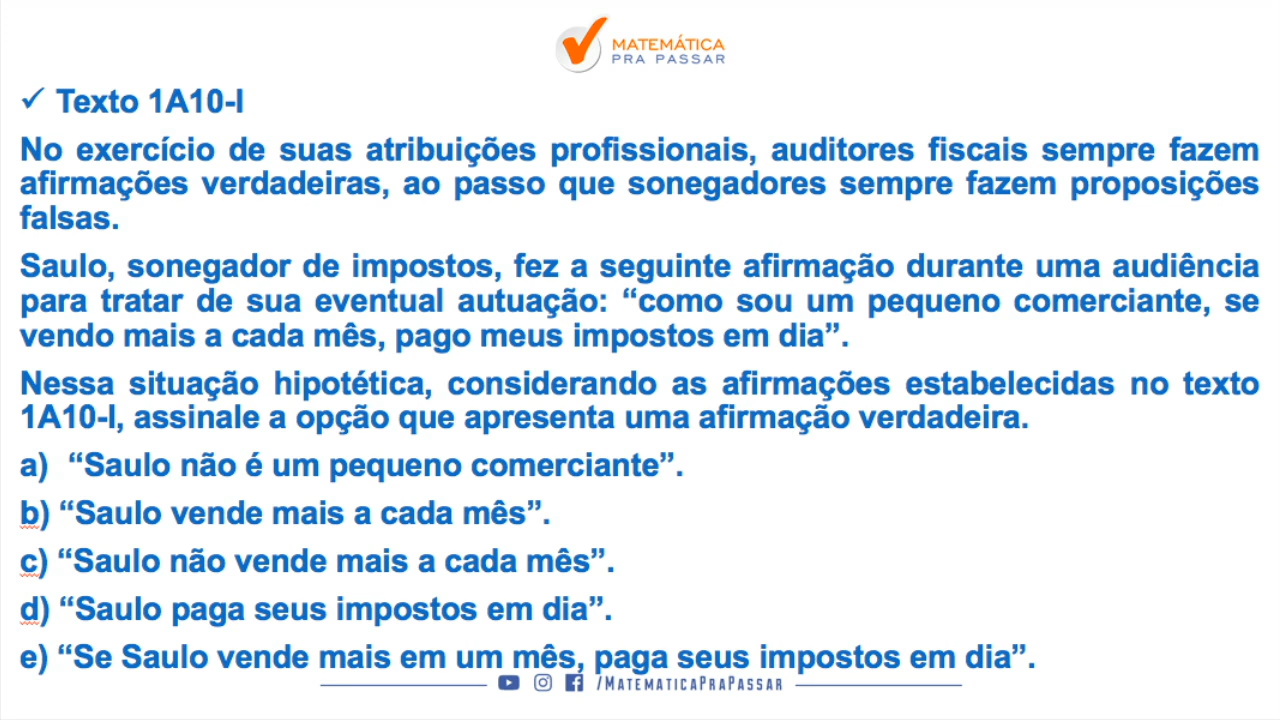 MATEMÁTICA
PRA PASSAR
✓ Texto 1A10-I
No exercício de suas atribuições profissionais, auditores fiscais sempre fazem
afirmações verdadeiras, ao passo que sonegadores sempre fazem proposições
falsas.
Saulo, sonegador de impostos, fez a seguinte afirmação durante uma audiência
para tratar de sua eventual autuação: “como sou um pequeno comerciante, se
vendo mais a cada mês, pago meus impostos em dia”.
Nessa situação hipotética, considerando as afirmações estabelecidas no texto
1A10-I, assinale a opção que apresenta uma afirmação verdadeira.
a) “Saulo não é um pequeno comerciante”.
b) “Saulo vende mais a cada mês”.
c) “Saulo não vende mais a cada mês”.
d) “Saulo paga seus impostos em dia”.
e) “Se Saulo vende mais em um mês, paga seus impostos em dia”.
/MATEMATICAPRAPASSAR